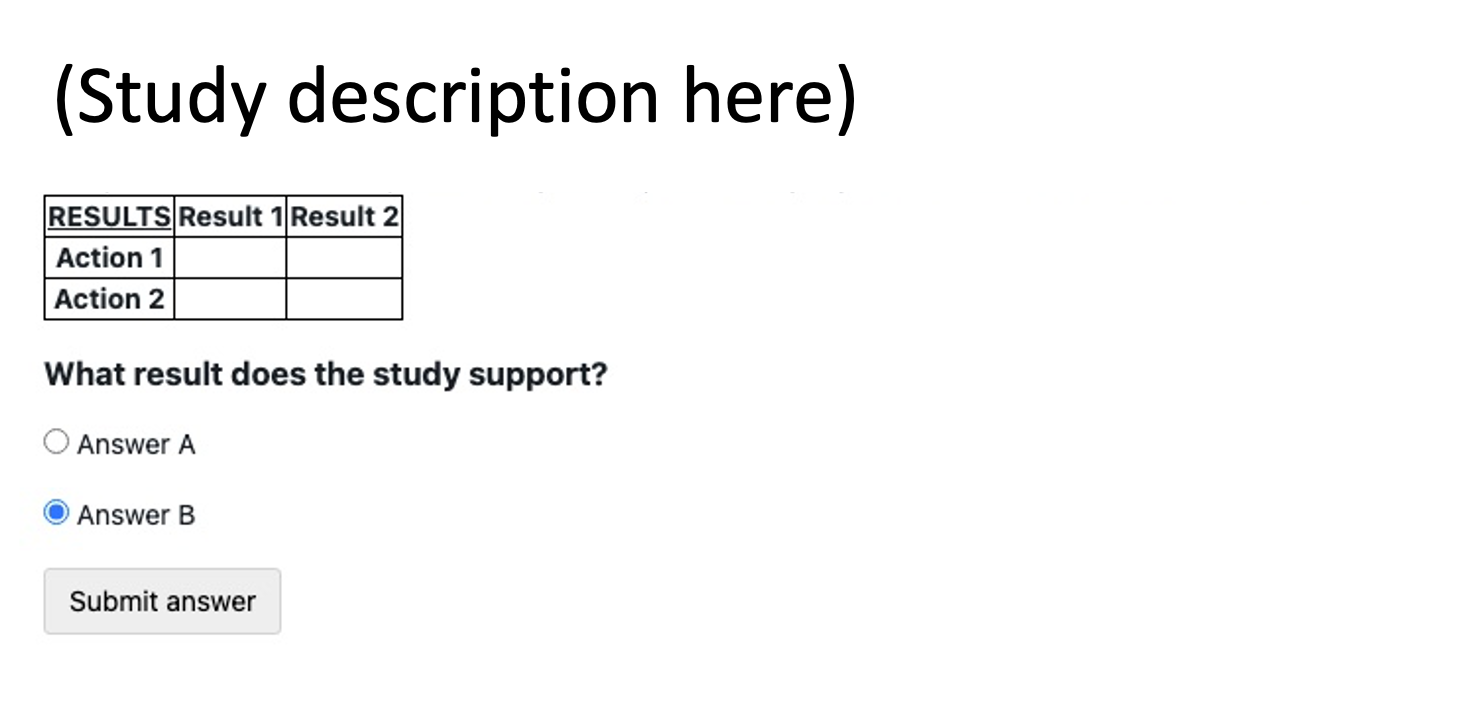 (Study description here)
RESULTS Result 1 Result 2
Action 1
Action 2
What result does the study support?
Answer A
Answer B
Submit answer